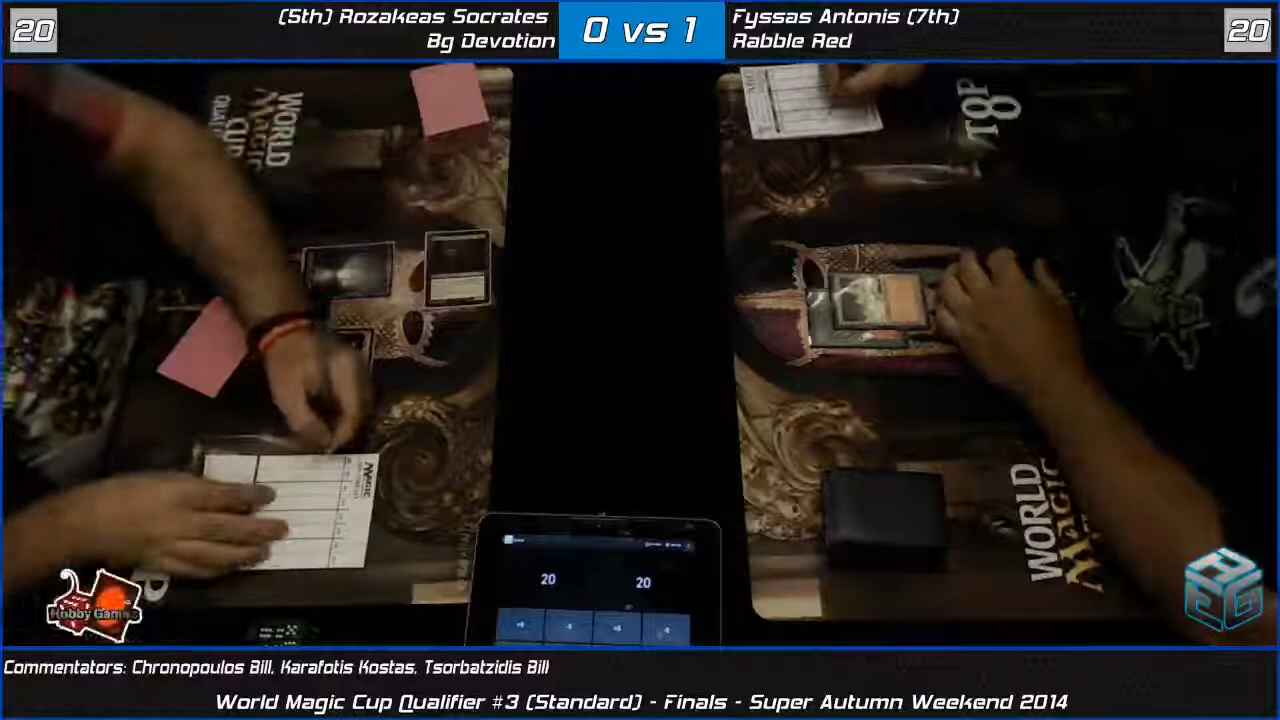 20
(5th) Rozakeas Socrates
Bg Devotion
0 vs 1
Fyssas Antonis (7th)
Rabble Red
20
WORLD
MAGIC
CUP
TOP
8
MAGIC
20
20
WORLD
MAGIC
Hobby Games
Commentators: Chronopoulos Bill, Karafotis Kostas, Tsorbatzidis Bill
World Magic Cup Qualifier #3 (Standard) - Finals - Super Autumn Weekend 2014